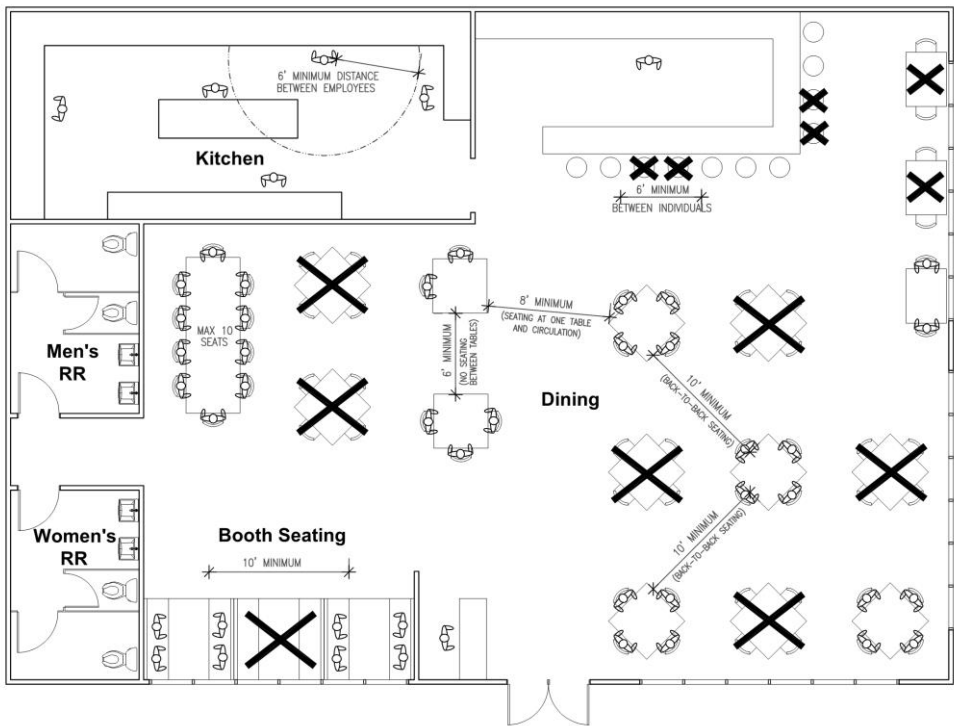 6' MINIMUM DISTANCE
BETWEEN EMPLOYEES
Kitchen
6' MINIMUM
BETWEEN INDIVIDUALS
MAX 10
SEATS
8' MINIMUM
(SEATING AT ONE TABLE
AND CIRCULATION)
6' MINIMUM
(NO SEATING
BETWEEN TABLES)
Men's
RR
Dining
10' MINIMUM
(BACK-TO-BACK SEATING)
Women's
RR
Booth Seating
10' MINIMUM
10' MINIMUM
(BACK-TO-BACK SEATING)